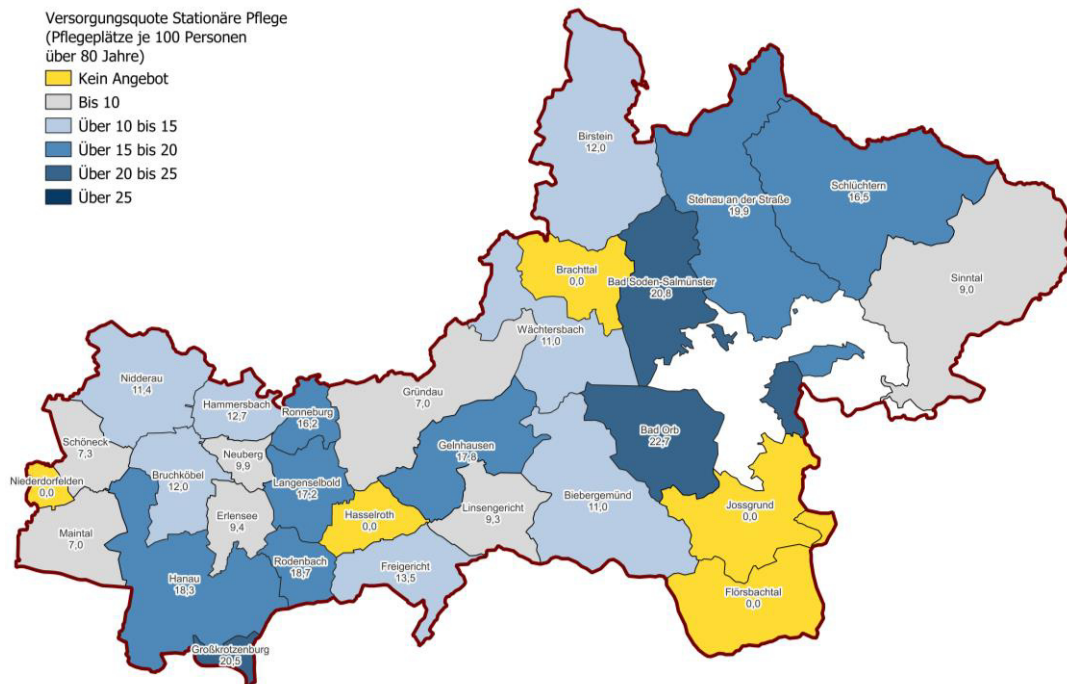 Versorgungsquote Stationäre Pflege
(Pflegeplätze je 100 Personen
über 80 Jahre)
Kein Angebot
Bis 10
Über 10 bis 15
Über 15 bis 20
Über 20 bis 25
Über 25
Birstein
12,0
Steinau an der Straße
19,9
Schlüchtern
16,5
Sinntal
9,0
Brachttal
0,0
Bad Soden-Salmünster
20,8
Wächtersbach
11,0
Nidderau
11,4
Hammersbach
12,7
Ronneburg
16,2
Gründau
7,0
Schöneck
7,3
Neuberg
9,9
Gelnhausen
17,8
Bad Orb
22,7
Niederdorfelden
0,0
Bruchköbel
12,0
Langenselbold
17,2
Hasselroth
0,0
Linsengericht
9,3
Biebergemünd
11,0
Jossgrund
0,0
Maintal
7,0
Erlensee
9,4
Rodenbach
18,7
Freigericht
13,5
Hanau
18,3
Flörsbachtal
0,0
Großkrotzenburg
20,5